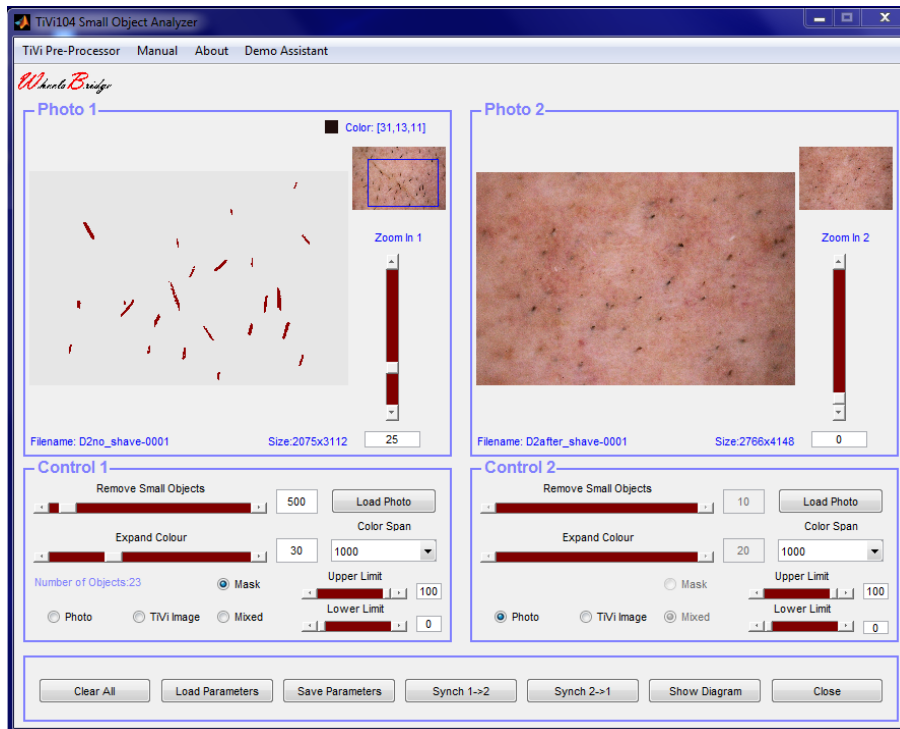 TiVi104 Small Object Analyzer
TiVi Pre-Processor Manual About Demo Assistant
Wheels Bridge
Photo 1
Color: [31,13,11]
Zoom In 1
Filename: D2no_shave-0001 Size:2075x3112 25
Photo 2
Zoom In 2
Filename: D2after_shave-0001 Size:2766x4148 0
Control 1
Remove Small Objects
500 Load Photo
Expand Colour Color Span
30 1000
Number of Objects:23 Mask Upper Limit
100
Photo TiVi Image Mixed Lower Limit
0
Control 2
Remove Small Objects
10 Load Photo
Expand Colour Color Span
20 1000
Mask Upper Limit
100
Photo TiVi Image Mixed Lower Limit
0
Clear All Load Parameters Save Parameters Synch 1->2 Synch 2->1 Show Diagram Close